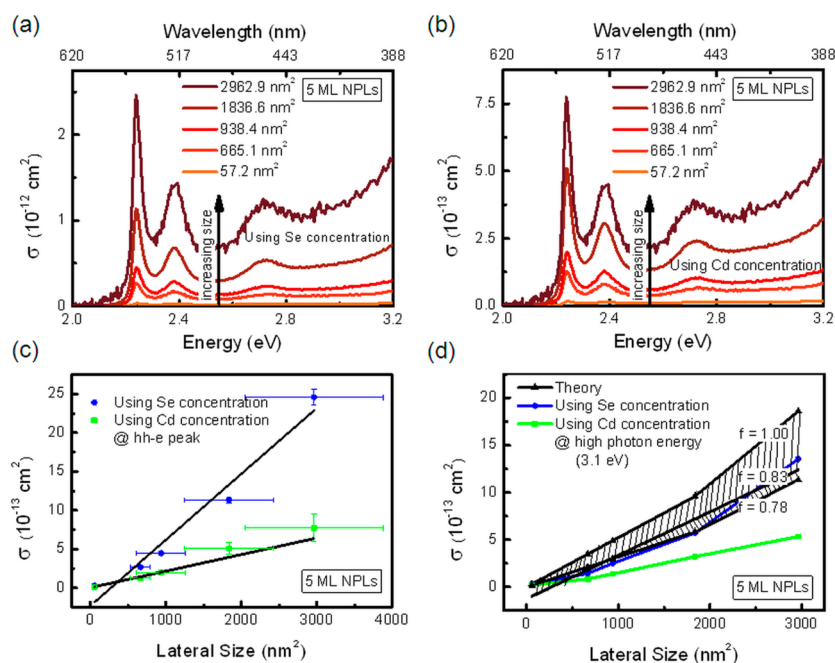 (a)
Wavelength (nm)
620 517 443 388
5 ML NPLs
2962.9 nm²
1836.6 nm²
938.4 nm²
665.1 nm²
57.2 nm²
increasing size
Using Se concentration
σ (10⁻¹² cm²)
2
1
0
2.0 2.4 2.8 3.2
Energy (eV)
(b)
Wavelength (nm)
620 517 443 388
5 ML NPLs
2962.9 nm²
1836.6 nm²
938.4 nm²
665.1 nm²
57.2 nm²
increasing size
Using Cd concentration
σ (10⁻¹³ cm²)
7.5
5.0
2.5
0.0
2.0 2.4 2.8 3.2
Energy (eV)
(c)
Using Se concentration
Using Cd concentration
@ hh-e peak
σ (10⁻¹³ cm²)
25
20
15
10
5
0
5 ML NPLs
0 1000 2000 3000 4000
Lateral Size (nm²)
(d)
Theory
Using Se concentration
Using Cd concentration
@ high photon energy
(3.1 eV)
f = 1.00
f = 0.83
f = 0.78
σ (10⁻¹³ cm²)
20
15
10
5
0
5 ML NPLs
0 1000 2000 3000
Lateral Size (nm²)